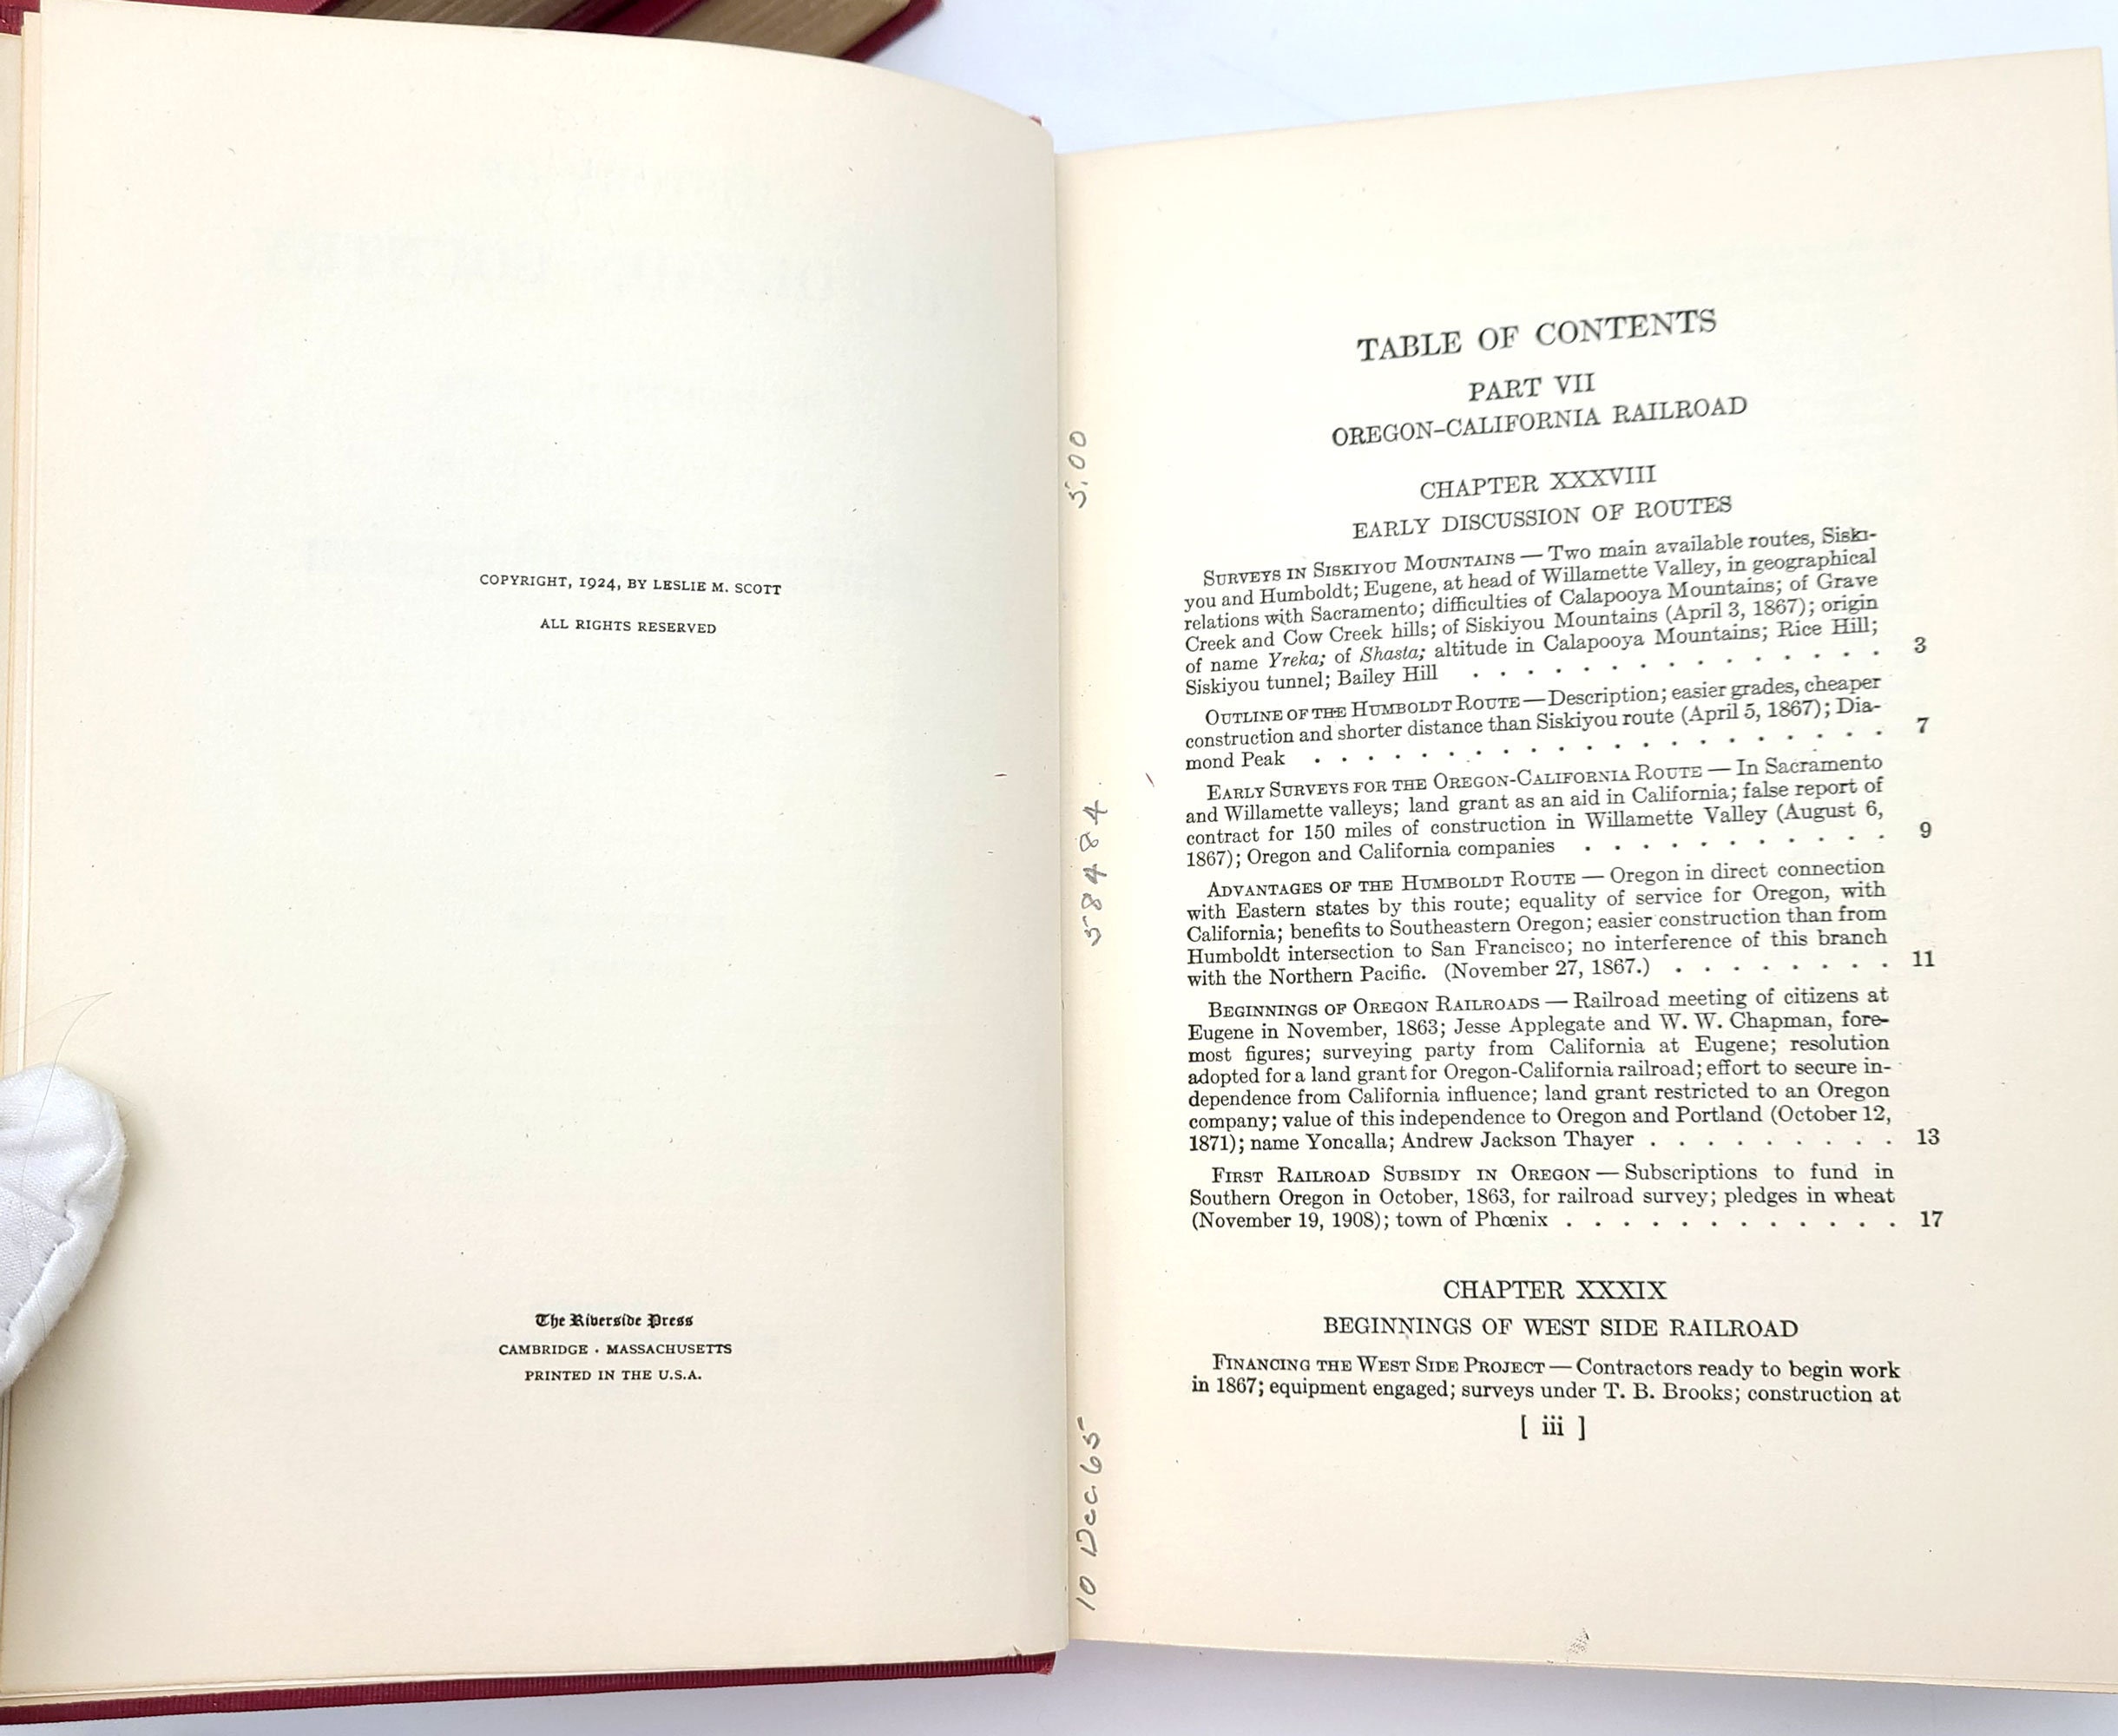 COPYRIGHT, 1924, BY LESLIE M. SCOTT
ALL RIGHTS RESERVED
The Riverside Press
CAMBRIDGE · MASSACHUSETTS
PRINTED IN THE U.S.A.
5.00
58484.
10 Dec 65
TABLE OF CONTENTS
PART VII
OREGON–CALIFORNIA RAILROAD
CHAPTER XXXVIII
EARLY DISCUSSION OF ROUTES
SURVEYS IN SISKIYOU MOUNTAINS — Two main available routes, Siski-
you and Humboldt; Eugene, at head of Willamette Valley, in geographical
relations with Sacramento; difficulties of Calapooya Mountains; of Grave
Creek and Cow Creek hills; of Siskiyou Mountains (April 3, 1867); origin
of name Yreka; of Shasta; altitude in Calapooya Mountains; Rice Hill;
Siskiyou tunnel; Bailey Hill . . . . . . . . . . . . . . . 3
OUTLINE OF THE HUMBOLDT ROUTE — Description; easier grades, cheaper
construction and shorter distance than Siskiyou route (April 5, 1867); Dia-
mond Peak . . . . . . . . . . . . . . . . . . . . . 7
EARLY SURVEYS FOR THE OREGON-CALIFORNIA ROUTE — In Sacramento
and Willamette valleys; land grant as an aid in California; false report of
contract for 150 miles of construction in Willamette Valley (August 6,
1867); Oregon and California companies . . . . . . . . . . . 9
ADVANTAGES OF THE HUMBOLDT ROUTE — Oregon in direct connection
with Eastern states by this route; equality of service for Oregon, with
California; benefits to Southeastern Oregon; easier construction than from
Humboldt intersection to San Francisco; no interference of this branch
with the Northern Pacific. (November 27, 1867.) . . . . . . . . 11
BEGINNINGS OF OREGON RAILROADS — Railroad meeting of citizens at
Eugene in November, 1863; Jesse Applegate and W. W. Chapman, fore-
most figures; surveying party from California at Eugene; resolution
adopted for a land grant for Oregon-California railroad; effort to secure in-
dependence from California influence; land grant restricted to an Oregon
company; value of this independence to Oregon and Portland (October 12,
1871); name Yoncalla; Andrew Jackson Thayer . . . . . . . . . 13
FIRST RAILROAD SUBSIDY IN OREGON — Subscriptions to fund in
Southern Oregon in October, 1863, for railroad survey; pledges in wheat
(November 19, 1908); town of Phœnix . . . . . . . . . . . . 17
CHAPTER XXXIX
BEGINNINGS OF WEST SIDE RAILROAD
FINANCING THE WEST SIDE PROJECT — Contractors ready to begin work
in 1867; equipment engaged; surveys under T. B. Brooks; construction at
[ iii ]